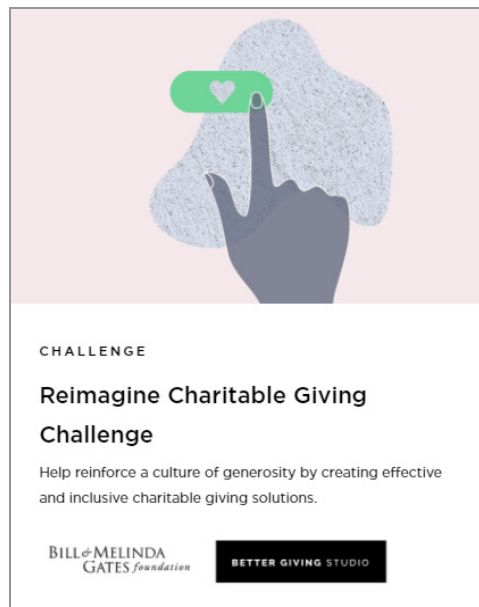 CHALLENGE
Reimagine Charitable Giving
Challenge
Help reinforce a culture of generosity by creating effective
and inclusive charitable giving solutions.
BILL & MELINDA
GATES foundation
BETTER GIVING STUDIO